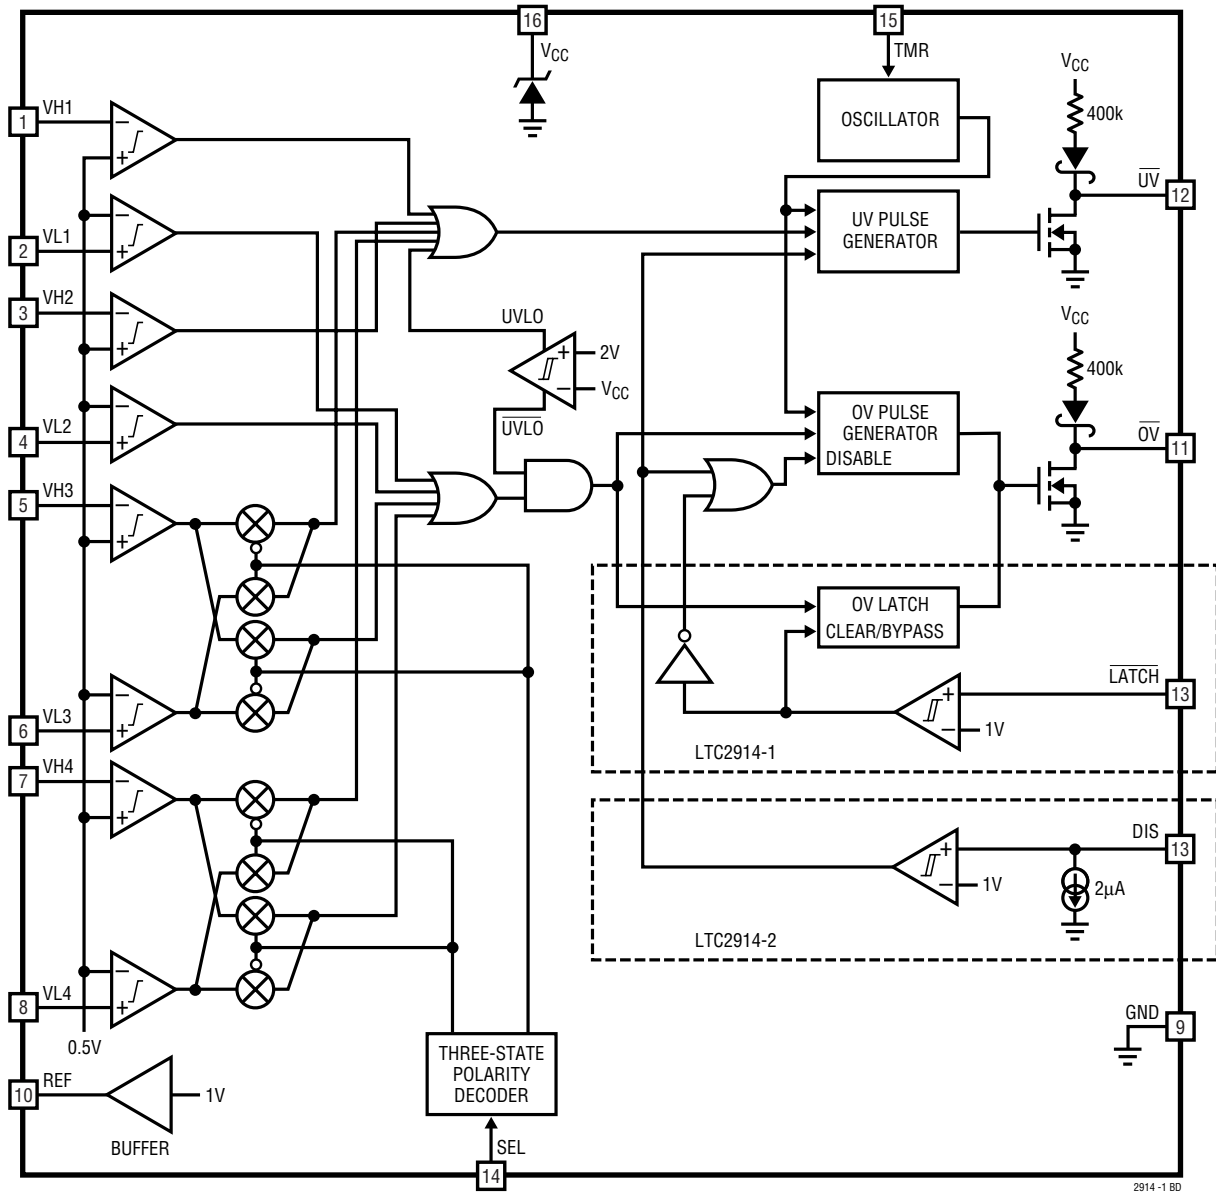 16
VCC
15
TMR
VCC
400k
OSCILLATOR
UV
12
UV PULSE
GENERATOR
1
VH1
2
VL1
3
VH2
4
VL2
5
VH3
6
VL3
7
VH4
8
VL4
−
+
−
+
−
+
−
+
−
+
−
+
−
+
−
+
0.5V
UVLO
+
2V
−
VCC
UVLO
VCC
400k
OV
11
OV PULSE
GENERATOR
DISABLE
OV LATCH
CLEAR/BYPASS
LATCH
13
+
−
1V
LTC2914-1
DIS
13
+
−
1V
2µA
LTC2914-2
GND
9
10
REF
1V
BUFFER
THREE-STATE
POLARITY
DECODER
SEL
14
2914 -1 BD